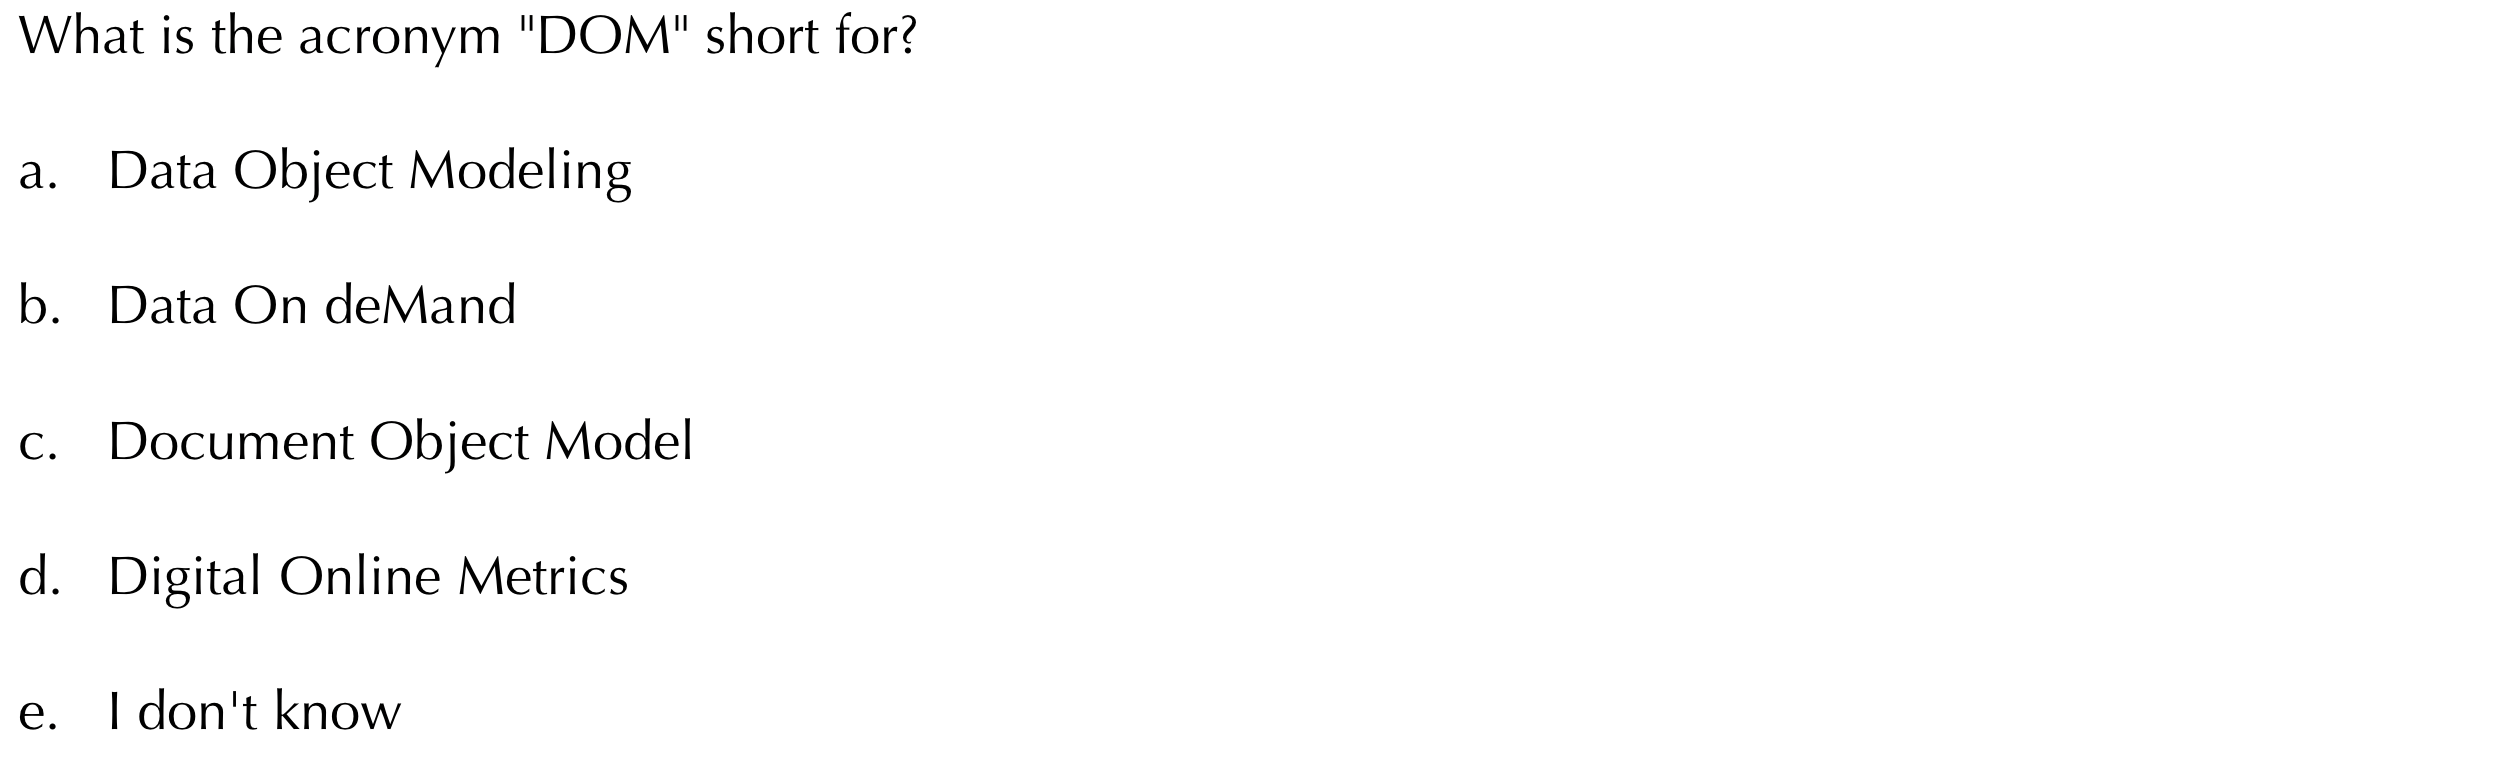 What is the acronym "DOM" short for?
a. Data Object Modeling
b. Data On deMand
c. Document Object Model
d. Digital Online Metrics
e. I don't know